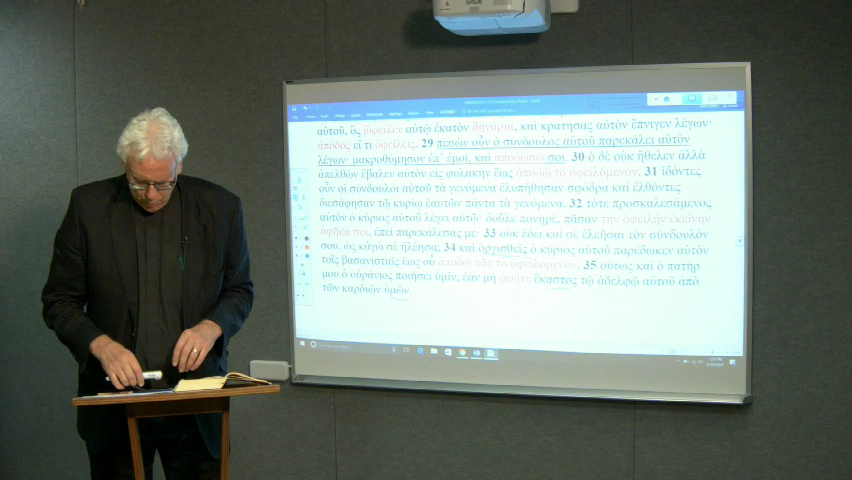 EPSON
αὐτοῦ, ὃς ὤφειλεν αὐτῷ ἑκατὸν δηνάρια, καὶ κρατήσας αὐτὸν ἔπνιγεν λέγων·
ἀπόδος εἴ τι ὀφείλεις. 29 πεσὼν οὖν ὁ σύνδουλος αὐτοῦ παρεκάλει αὐτὸν
λέγων· μακροθύμησον ἐπ᾽ ἐμοί, καὶ ἀποδώσω σοι. 30 ὁ δὲ οὐκ ἤθελεν ἀλλὰ
ἀπελθὼν ἔβαλεν αὐτὸν εἰς φυλακὴν ἕως ἀποδῷ τὸ ὀφειλόμενον. 31 ἰδόντες
οὖν οἱ σύνδουλοι αὐτοῦ τὰ γενόμενα ἐλυπήθησαν σφόδρα καὶ ἐλθόντες
διεσάφησαν τῷ κυρίῳ ἑαυτῶν πάντα τὰ γενόμενα. 32 τότε προσκαλεσάμενος
αὐτὸν ὁ κύριος αὐτοῦ λέγει αὐτῷ· δοῦλε πονηρέ, πᾶσαν τὴν ὀφειλὴν ἐκείνην
ἀφῆκά σοι, ἐπεὶ παρεκάλεσάς με· 33 οὐκ ἔδει καὶ σὲ ἐλεῆσαι τὸν σύνδουλόν
σου, ὡς κἀγὼ σὲ ἠλέησα; 34 καὶ ὀργισθεὶς ὁ κύριος αὐτοῦ παρέδωκεν αὐτὸν
τοῖς βασανισταῖς ἕως οὗ ἀποδῷ πᾶν τὸ ὀφειλόμενον. 35 οὕτως καὶ ὁ πατήρ
μου ὁ οὐράνιος ποιήσει ὑμῖν, ἐὰν μὴ ἀφῆτε ἕκαστος τῷ ἀδελφῷ αὐτοῦ ἀπὸ
τῶν καρδιῶν ὑμῶν.